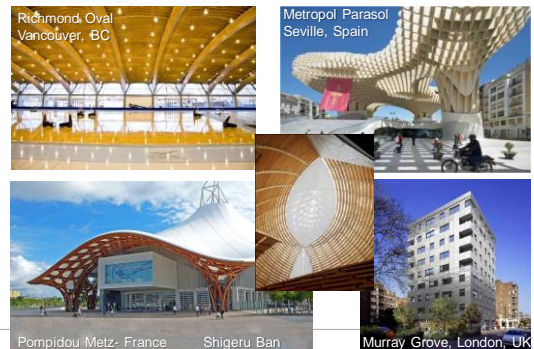 Richmond Oval
Vancouver, BC
Metropol Parasol
Seville, Spain
Pompidou Metz- France Shigeru Ban
Murray Grove, London, UK